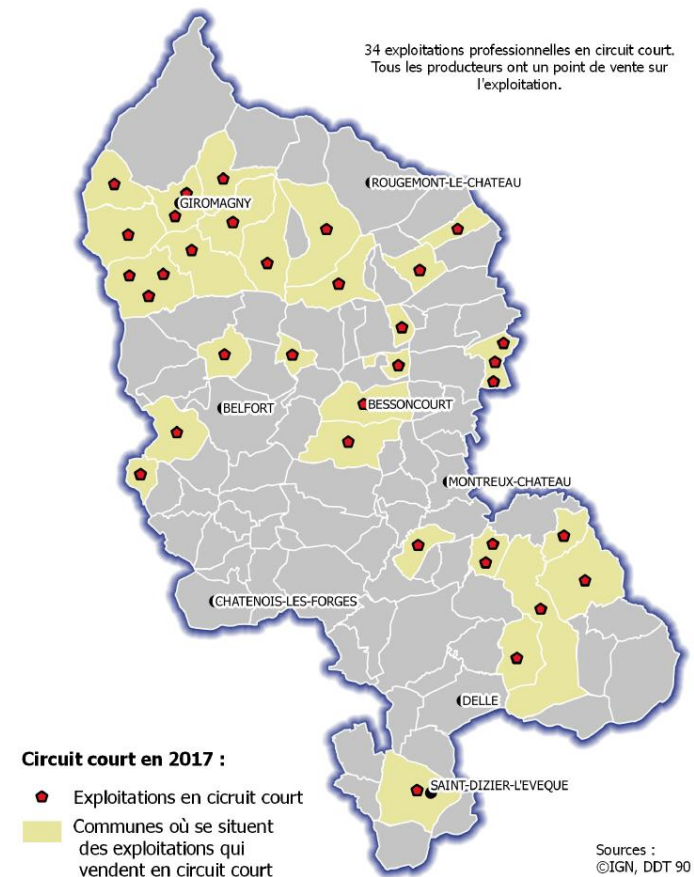 34 exploitations professionnelles en circuit court.
Tous les producteurs ont un point de vente sur
l'exploitation.
ROUGEMONT-LE-CHATEAU
GIROMAGNY
BELFORT
BESSONCOURT
MONTREUX-CHATEAU
CHATENOIS-LES-FORGES
DELLE
SAINT-DIZIER-L'EVEQUE
Circuit court en 2017 :
Exploitations en cicruit court
Communes où se situent
des exploitations qui
vendent en circuit court
Sources :
©IGN, DDT 90